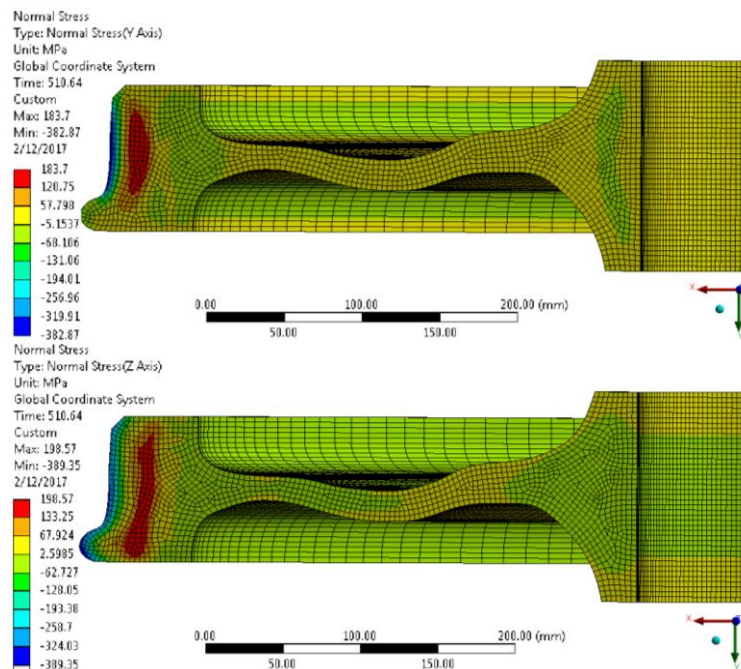 Normal Stress
Type: Normal Stress(Y Axis)
Unit: MPa
Global Coordinate System
Time: 510.64
Custom
Max: 183.7
Min: -382.87
2/12/2017
183.7
120.75
57.798
-5.1537
-68.106
-131.06
-194.01
-256.96
-319.91
-382.87
0.00
100.00
200.00 (mm)
50.00
150.00
X
Normal Stress
Type: Normal Stress(Z Axis)
Unit: MPa
Global Coordinate System
Time: 510.64
Custom
Max: 198.57
Min: -389.35
2/12/2017
198.57
133.25
67.924
2.5985
-62.727
-128.05
-193.38
-258.7
-324.03
-389.35
0.00
100.00
200.00 (mm)
50.00
150.00
X